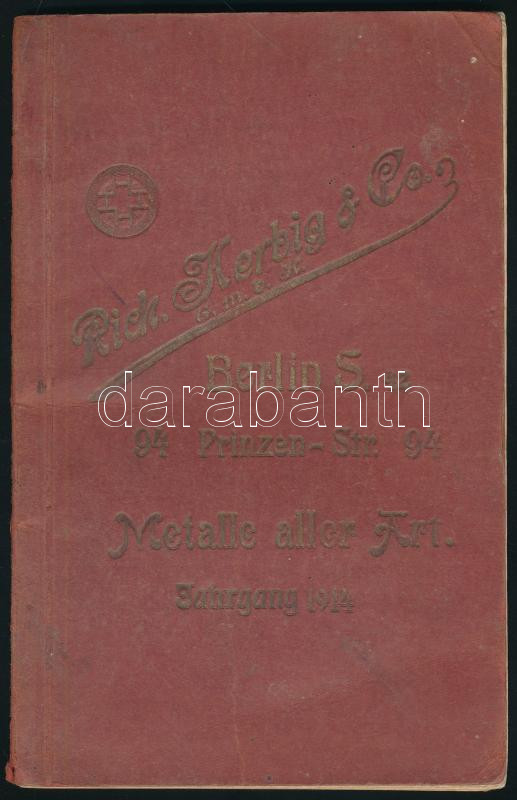 Rich. Herbig & Co.
G. m. b. H.
Berlin S.
darabanth
94 Prinzen-Str. 94
Metalle aller Art.
Jahrgang 1914